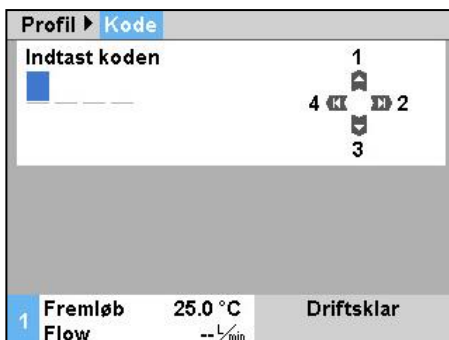 Profil ▶ Kode
Indtast koden
1
4 2
3
1 Fremløb 25.0 °C Driftsklar
Flow -- L/min